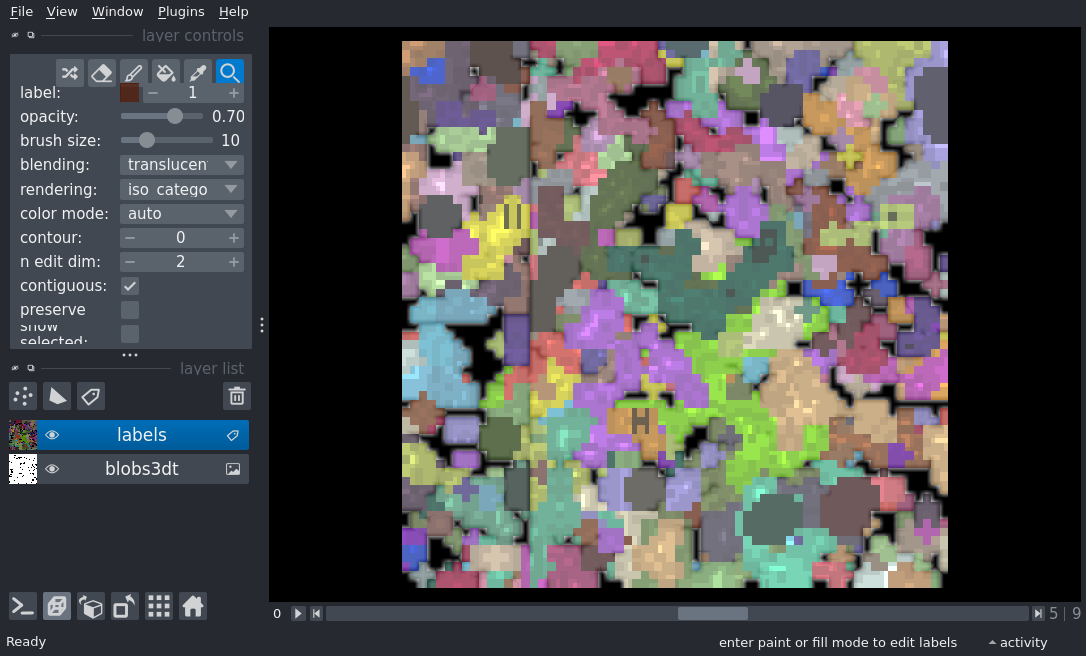 File View Window Plugins Help
layer controls
label: 1
opacity: 0.70
brush size: 10
blending: translucen
rendering: iso_catego
color mode: auto
contour: 0
n edit dim: 2
contiguous:
preserve
show
selected:
layer list
labels
blobs3dt
0 5 | 9
Ready enter paint or fill mode to edit labels activity